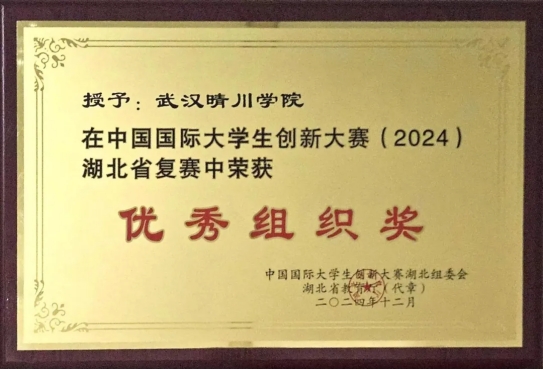 授予：武汉晴川学院
在中国国际大学生创新大赛（2024）
湖北省复赛中荣获
优秀组织奖
中国国际大学生创新大赛湖北组委会
湖北省教育厅（代章）
二〇二四年十二月